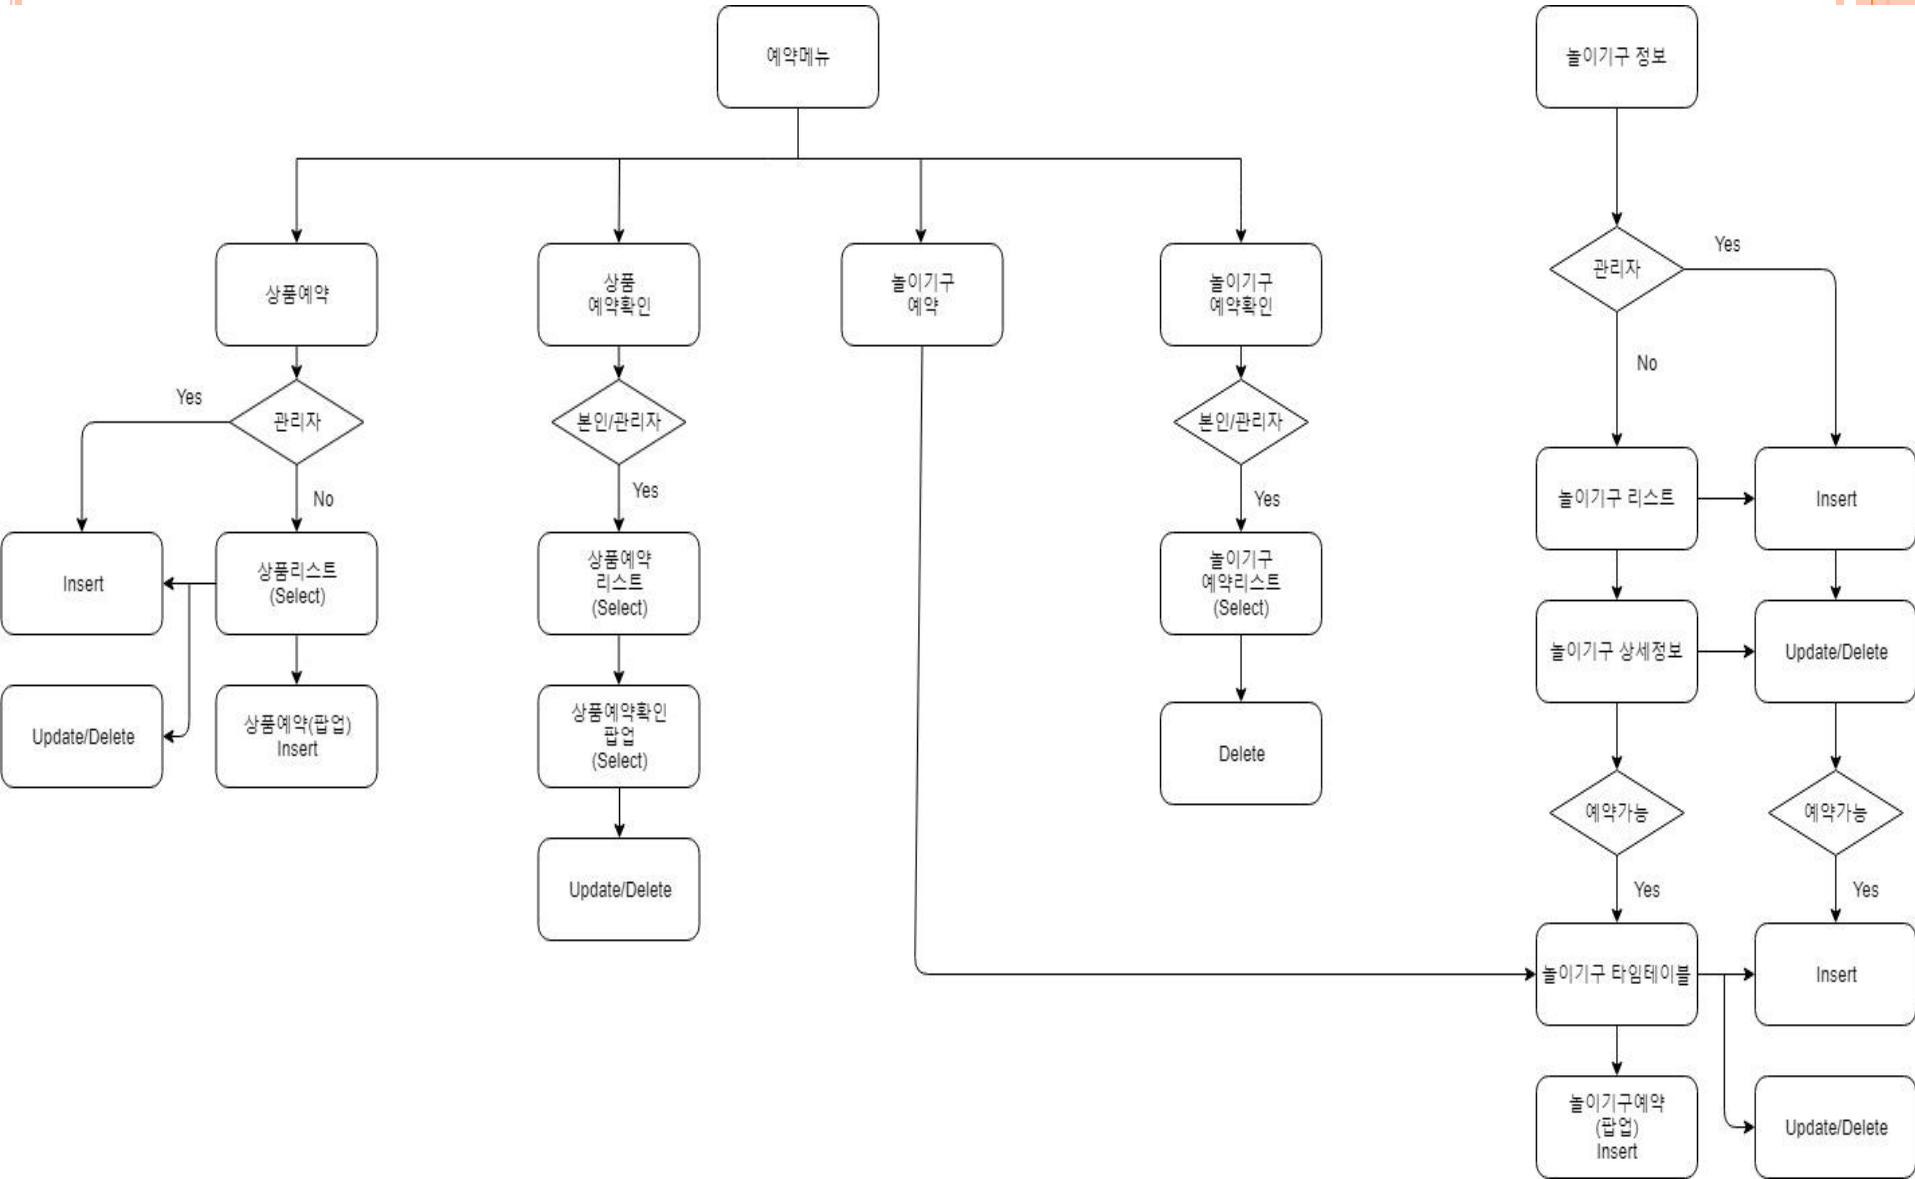 예약메뉴
놀이기구 정보
상품예약
상품
예약확인
놀이기구
예약
놀이기구
예약확인
관리자
Yes
No
관리자
Yes
No
본인/관리자
Yes
본인/관리자
Yes
Insert
상품리스트
(Select)
상품예약
리스트
(Select)
놀이기구
예약리스트
(Select)
놀이기구 리스트
Insert
Update/Delete
상품예약(팝업)
Insert
상품예약확인
팝업
(Select)
Delete
놀이기구 상세정보
Update/Delete
Update/Delete
예약가능
Yes
예약가능
Yes
놀이기구 타임테이블
Insert
놀이기구예약
(팝업)
Insert
Update/Delete